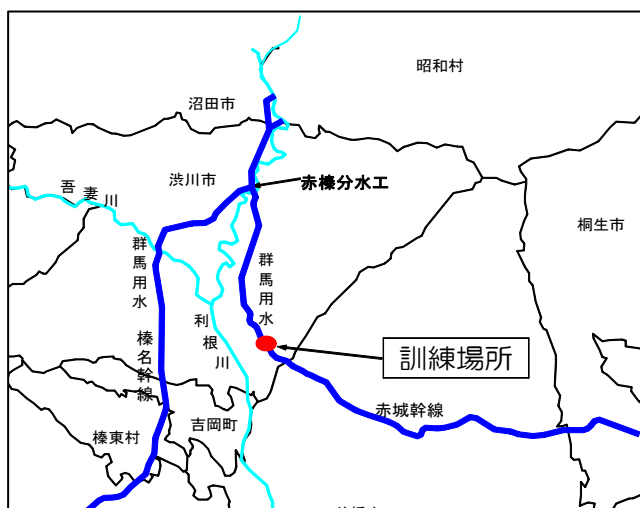 昭和村
沼田市
渋川市
赤榛分水工
吾妻川
桐生市
群馬用水
榛名幹線
群馬用水
利根川
訓練場所
赤城幹線
吉岡町
榛東村